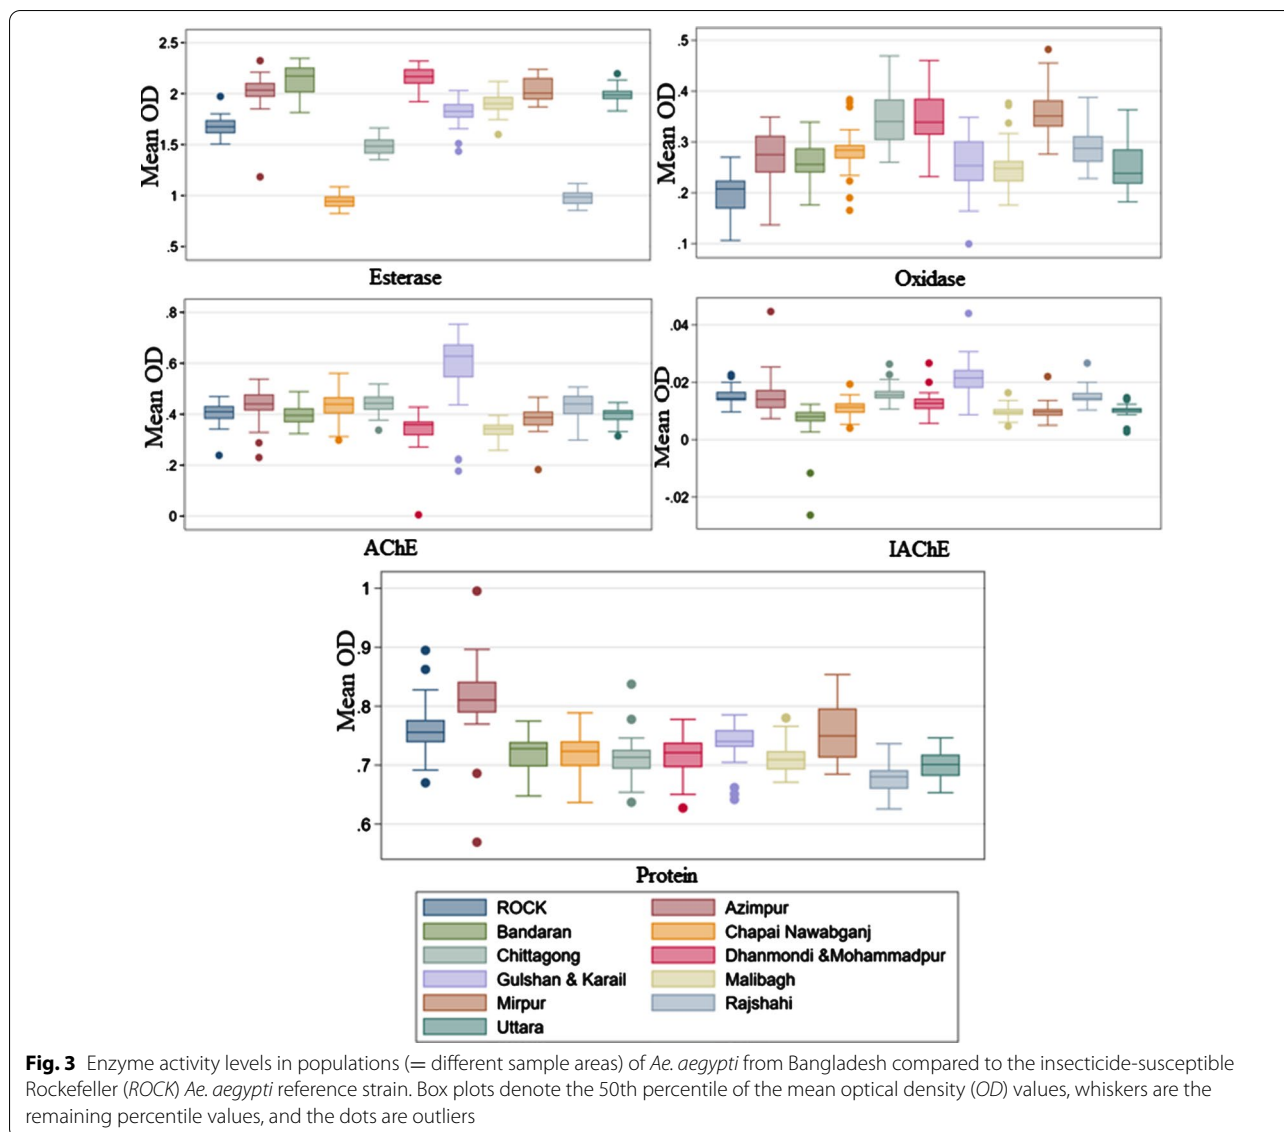 2.5
2
1.5
1
.5
Mean OD
Esterase
.5
.4
.3
.2
.1
Mean OD
Oxidase
.8
.6
.4
.2
0
Mean OD
AChE
.04
.02
0
-.02
Mean OD
IAChE
1
.9
.8
.7
.6
Mean OD
Protein
ROCK
Azimpur
Bandaran
Chapai Nawabganj
Chittagong
Dhanmondi &Mohammadpur
Gulshan & Karail
Malibagh
Mirpur
Rajshahi
Uttara
Fig. 3 Enzyme activity levels in populations (= different sample areas) of Ae. aegypti from Bangladesh compared to the insecticide-susceptible
Rockefeller (ROCK) Ae. aegypti reference strain. Box plots denote the 50th percentile of the mean optical density (OD) values, whiskers are the
remaining percentile values, and the dots are outliers